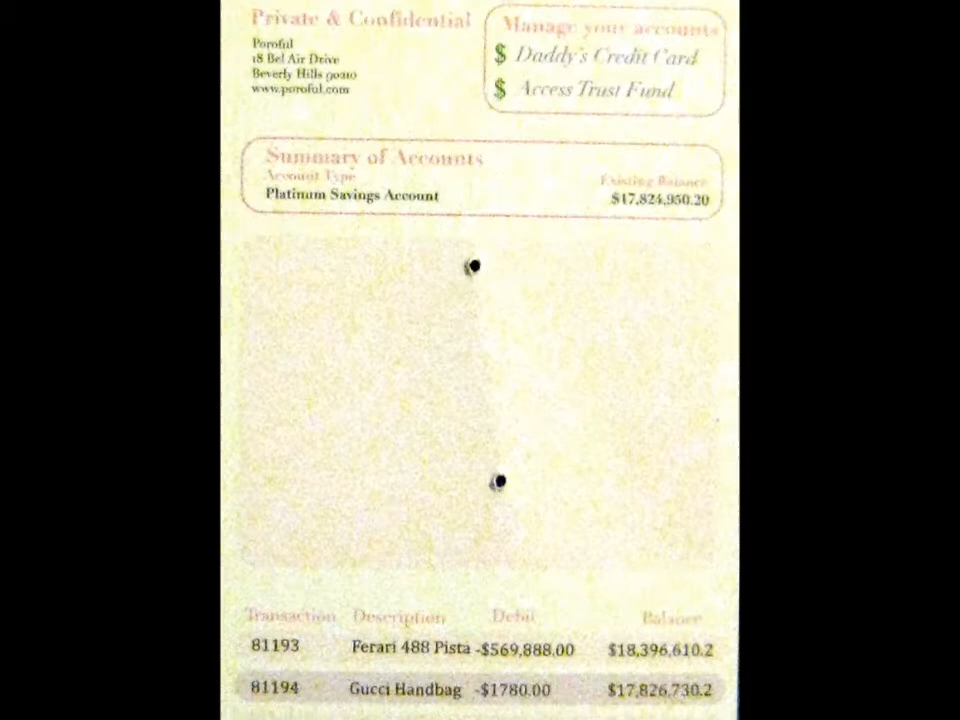 Private & Confidential
Poroful
18 Bel Air Drive
Beverly Hills 90210
www.poroful.com
Manage your accounts
$ Daddy's Credit Card
$ Access Trust Fund
Summary of Accounts
Account Type
Existing Balance
Platinum Savings Account
$17,824,950.20
Transaction Description Debit Balance
81193 Ferari 488 Pista -$569,888.00 $18,396,610.2
81194 Gucci Handbag -$1780.00 $17,826,730.2